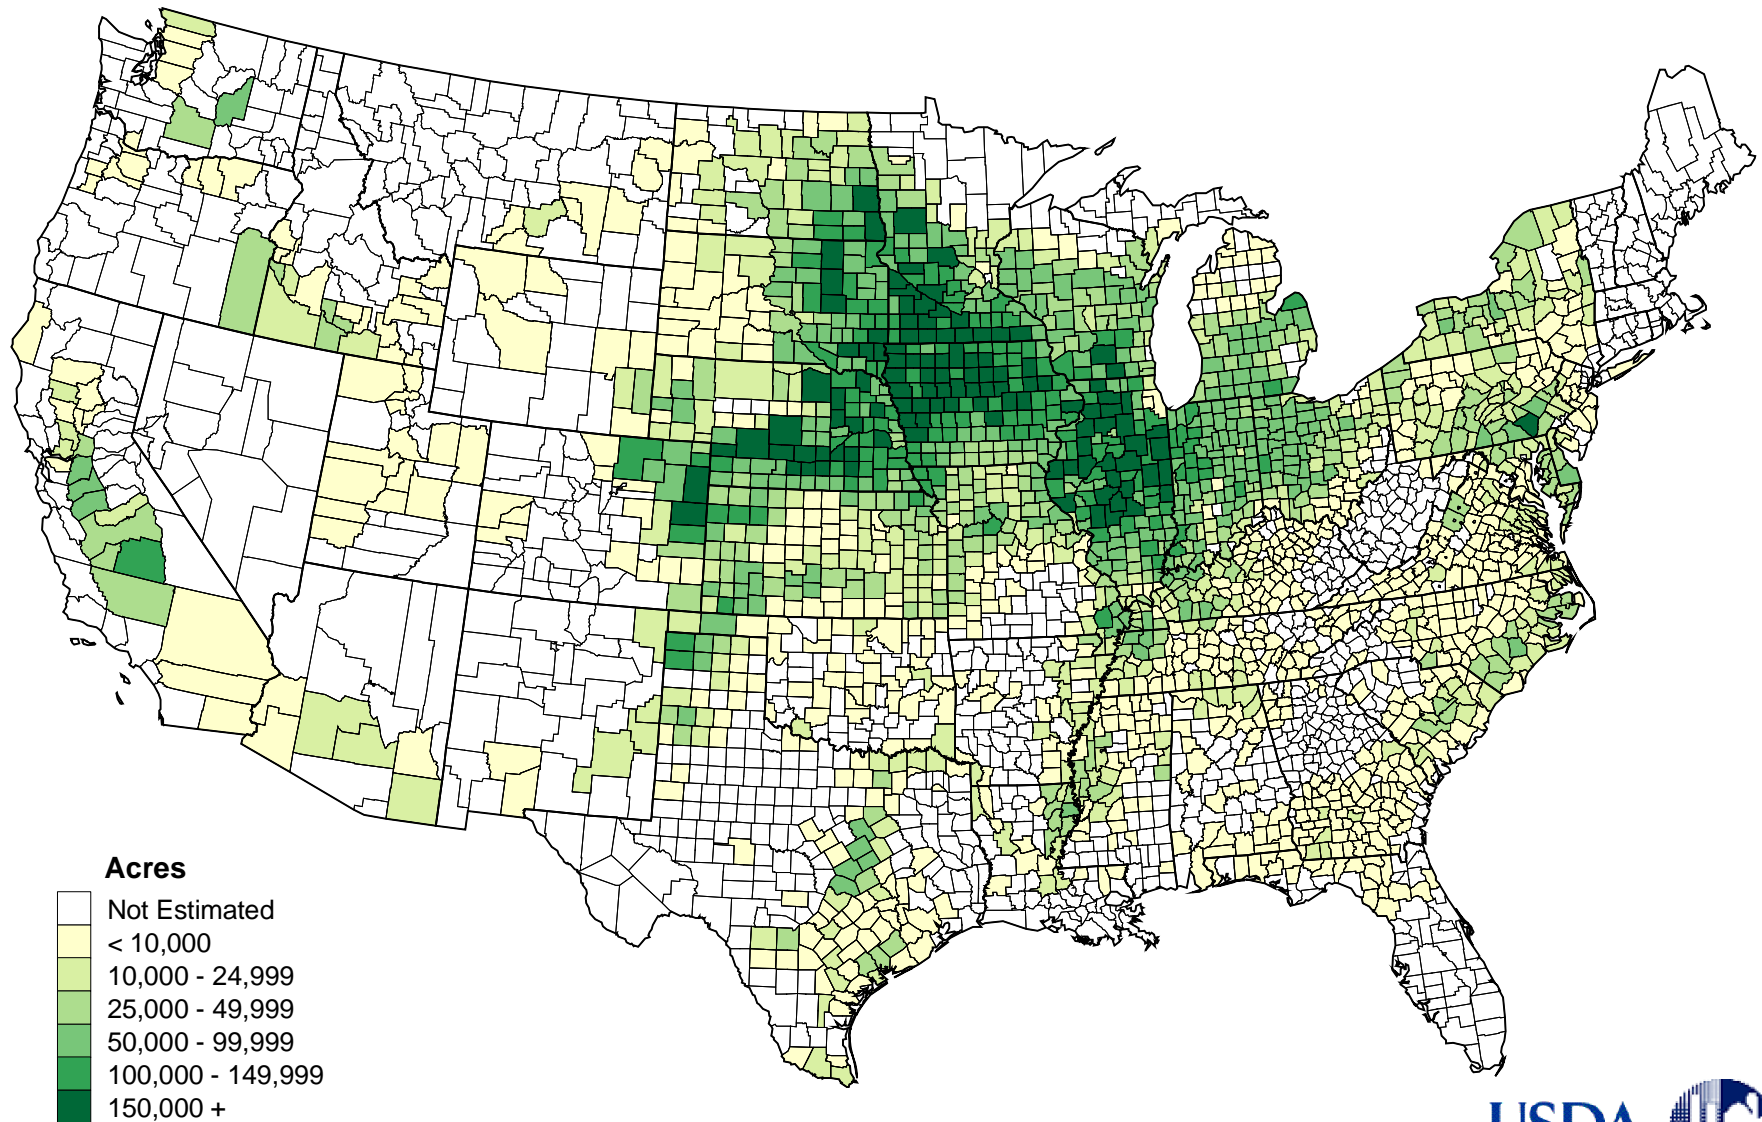 Acres
Not Estimated
< 10,000
10,000 - 24,999
25,000 - 49,999
50,000 - 99,999
100,000 - 149,999
150,000 +
USDA